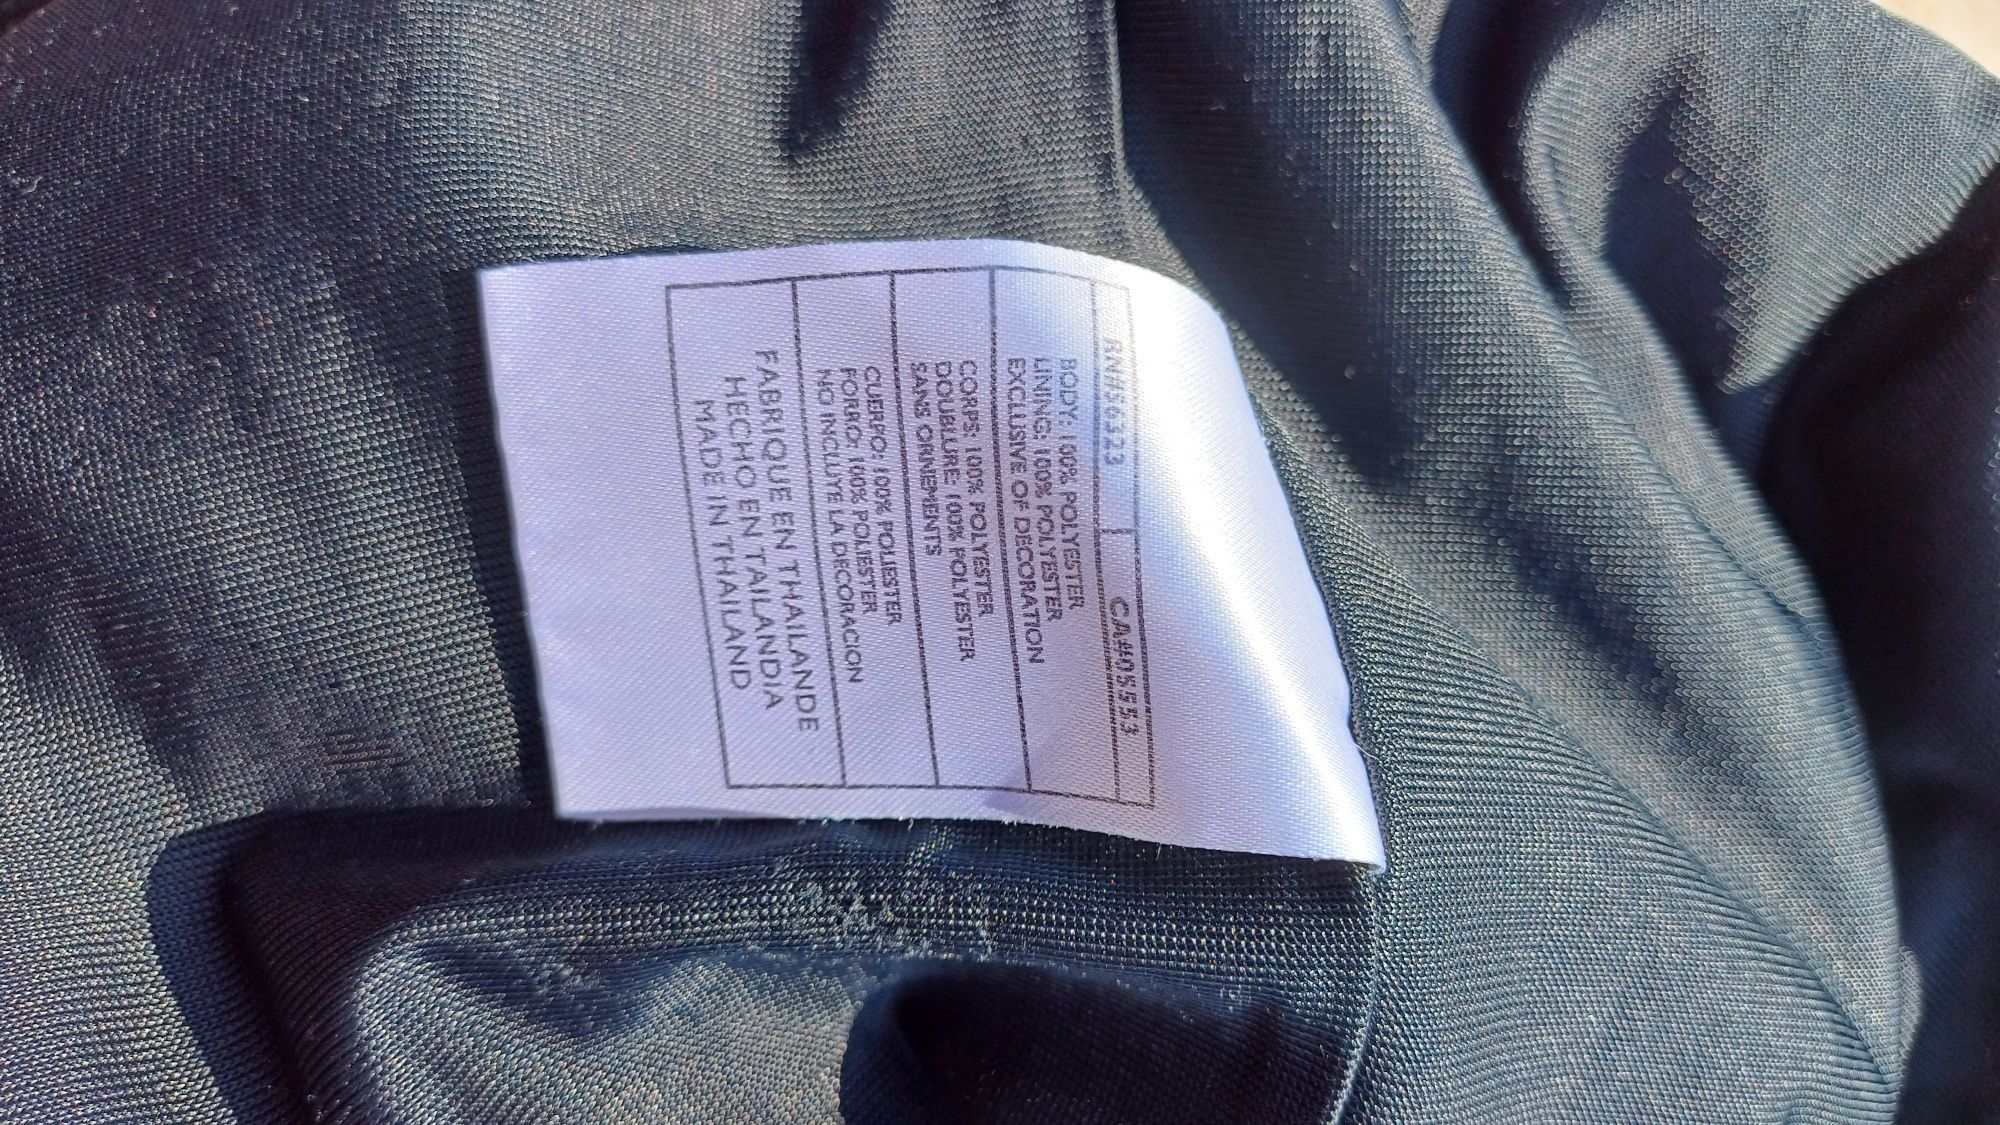 RN#56323 | CA#05553
BODY: 100% POLYESTER
LINING: 100% POLYESTER
EXCLUSIVE OF DECORATION
CORPS: 100% POLYESTER
DOUBLURE: 100% POLYESTER
SANS ORNEMENTS
CUERPO: 100% POLIESTER
FORRO: 100% POLIESTER
NO INCLUYE LA DECORACION
FABRIQUE EN THAILANDE
HECHO EN TAILANDIA
MADE IN THAILAND